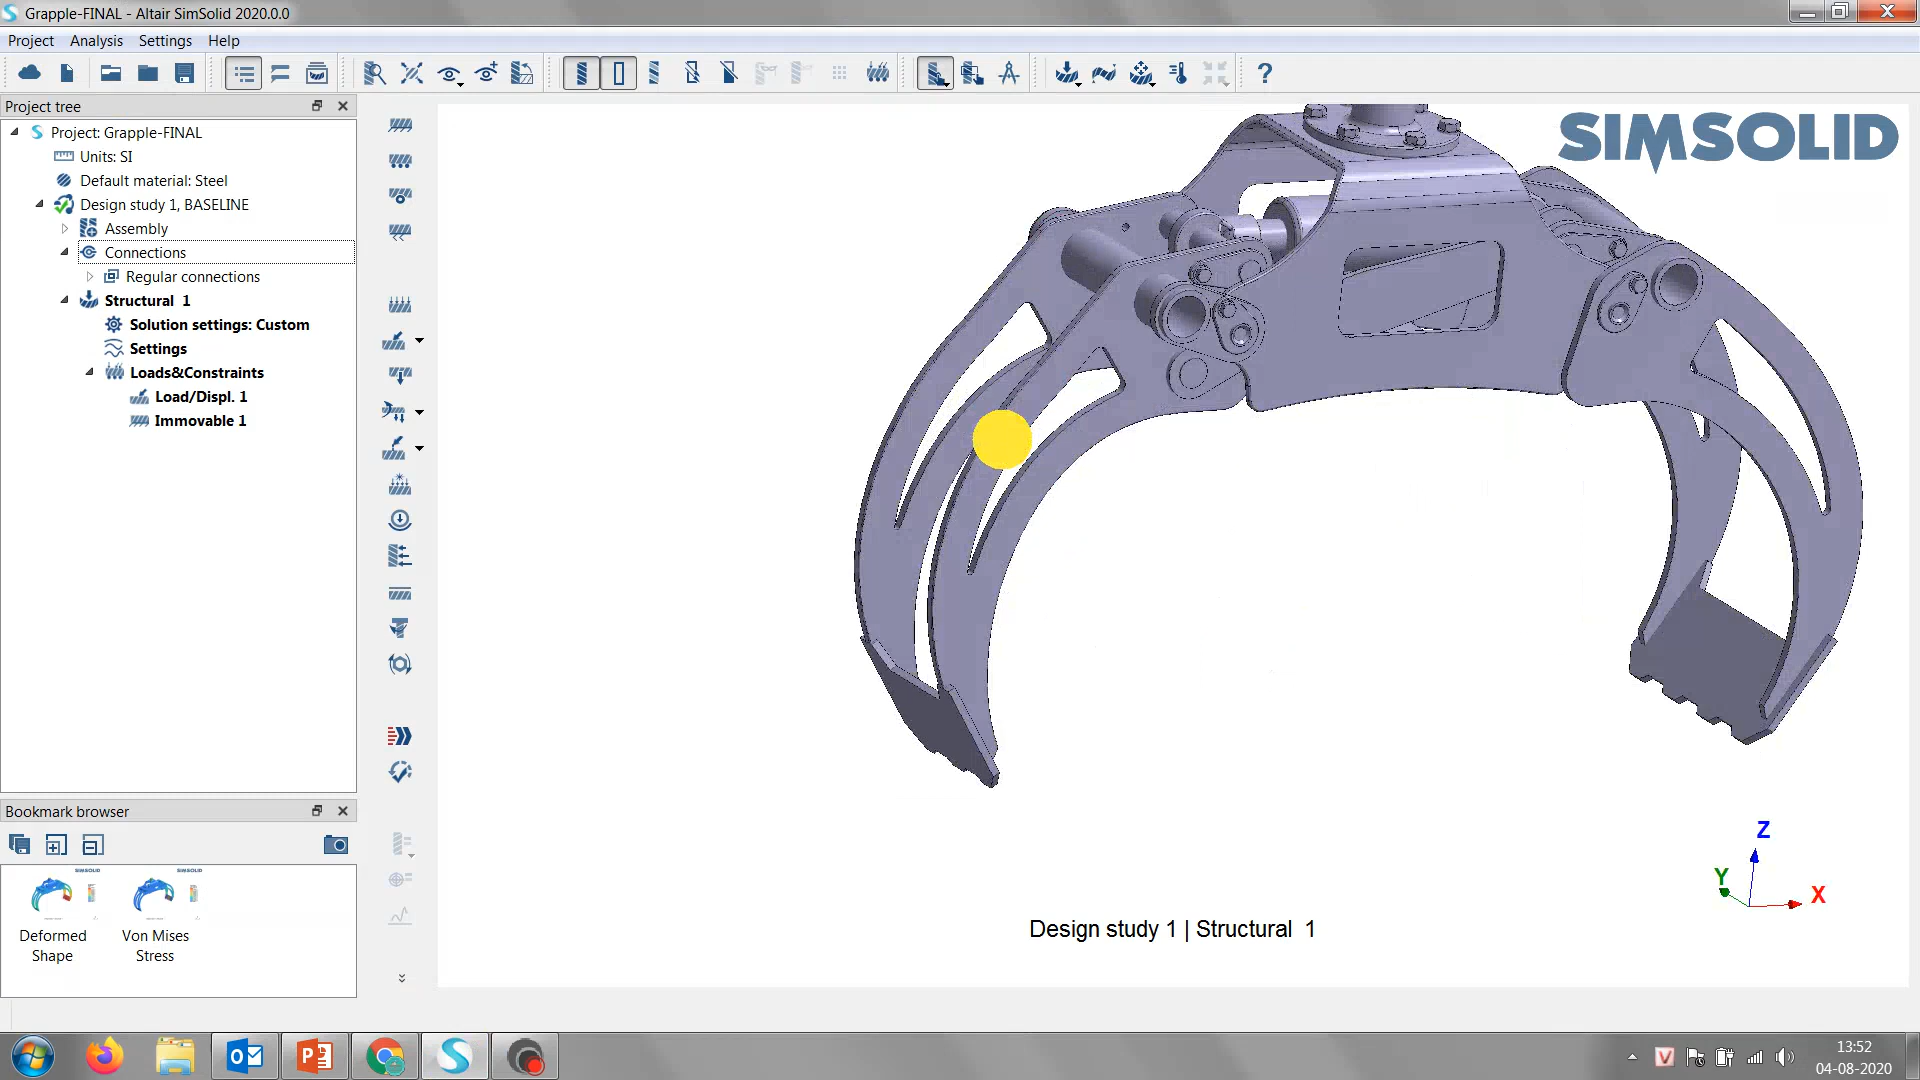 Grapple-FINAL - Altair SimSolid 2020.0.0
Project Analysis Settings Help
Project tree
Project: Grapple-FINAL
Units: SI
Default material: Steel
Design study 1, BASELINE
Assembly
Connections
Regular connections
Structural 1
Solution settings: Custom
Settings
Loads&Constraints
Load/Displ. 1
Immovable 1
SIMSOLID
Bookmark browser
Deformed
Shape
Von Mises
Stress
Z
Y
X
Design study 1 | Structural 1
13:52
04-08-2020